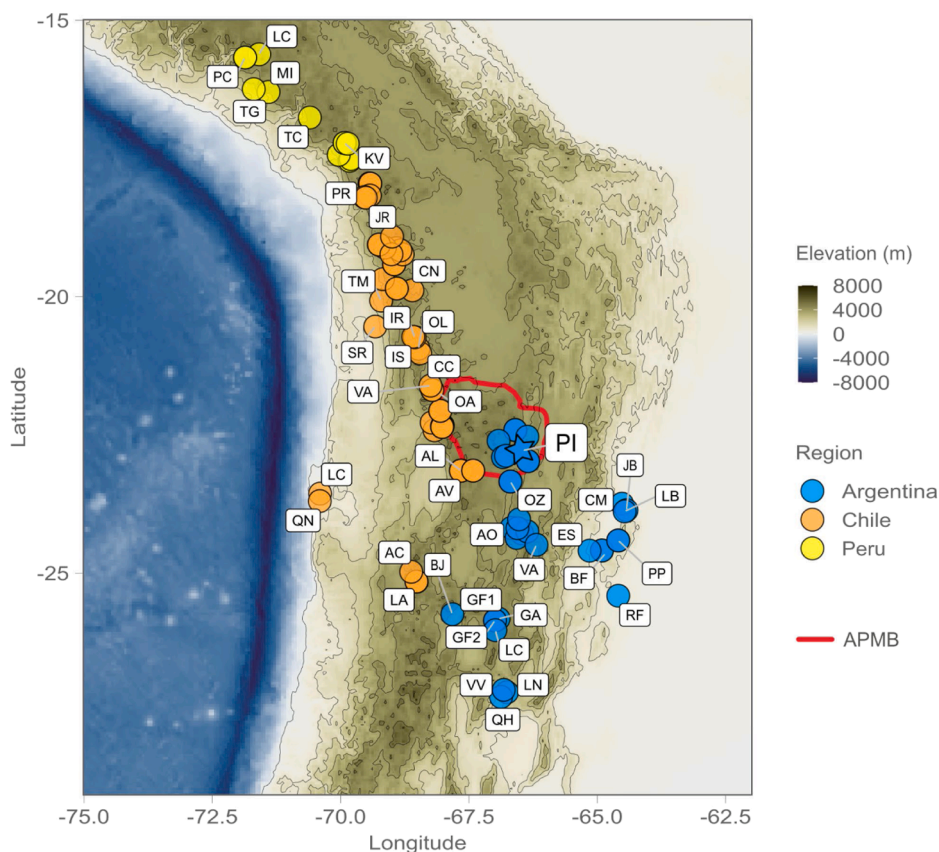 -15
-20
-25
Latitude
LC
PC
MI
TG
TC
KV
PR
JR
CN
TM
IR
OL
SR
IS
CC
VA
OA
PI
AL
AV
LC
QN
OZ
JB
CM
LB
AO
ES
AC
BJ
VA
BF
PP
LA
GF1
GA
RF
GF2
LC
VV
LN
QH
-75.0
-72.5
-70.0
-67.5
-65.0
-62.5
Longitude
Elevation (m)
8000
4000
0
-4000
-8000
Region
Argentina
Chile
Peru
APMB